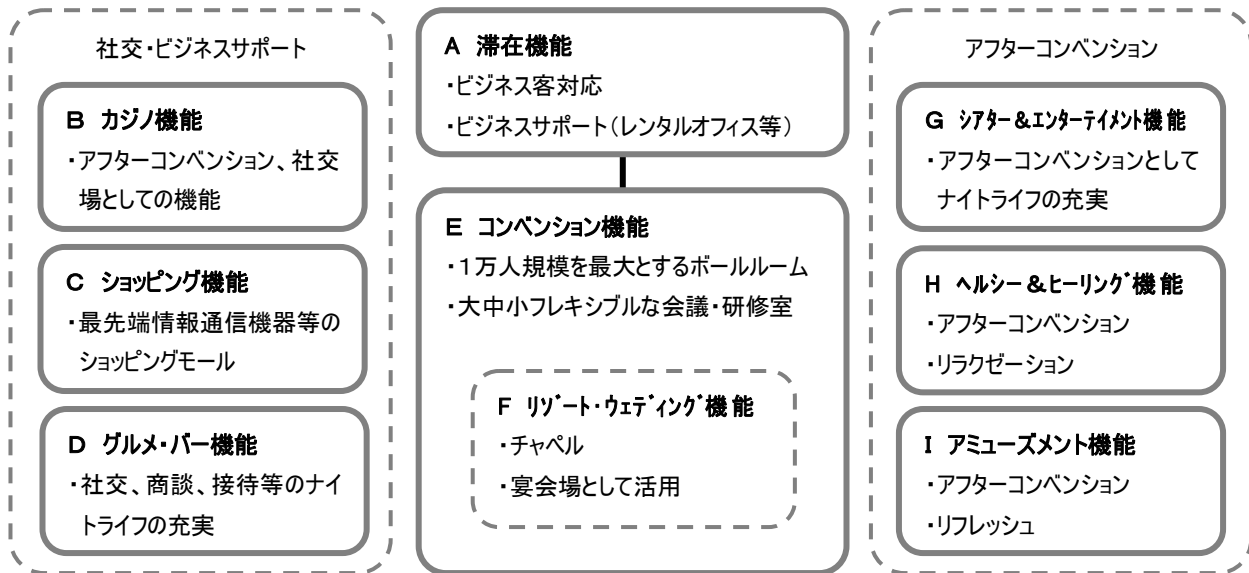 社交・ビジネスサポート
B カジノ機能
・アフターコンベンション、社交
場としての機能
C ショッピング機能
・最先端情報通信機器等の
ショッピングモール
D グルメ・バー機能
・社交、商談、接待等のナイ
トライフの充実
A 滞在機能
・ビジネス客対応
・ビジネスサポート(レンタルオフィス等)
E コンベンション機能
・1万人規模を最大とするボールルーム
・大中小フレキシブルな会議・研修室
F リゾート・ウェディング機能
・チャペル
・宴会場として活用
アフターコンベンション
G シアター&エンターテイメント機能
・アフターコンベンションとして
ナイトライフの充実
H ヘルシー&ヒーリング機能
・アフターコンベンション
・リラクゼーション
I アミューズメント機能
・アフターコンベンション
・リフレッシュ